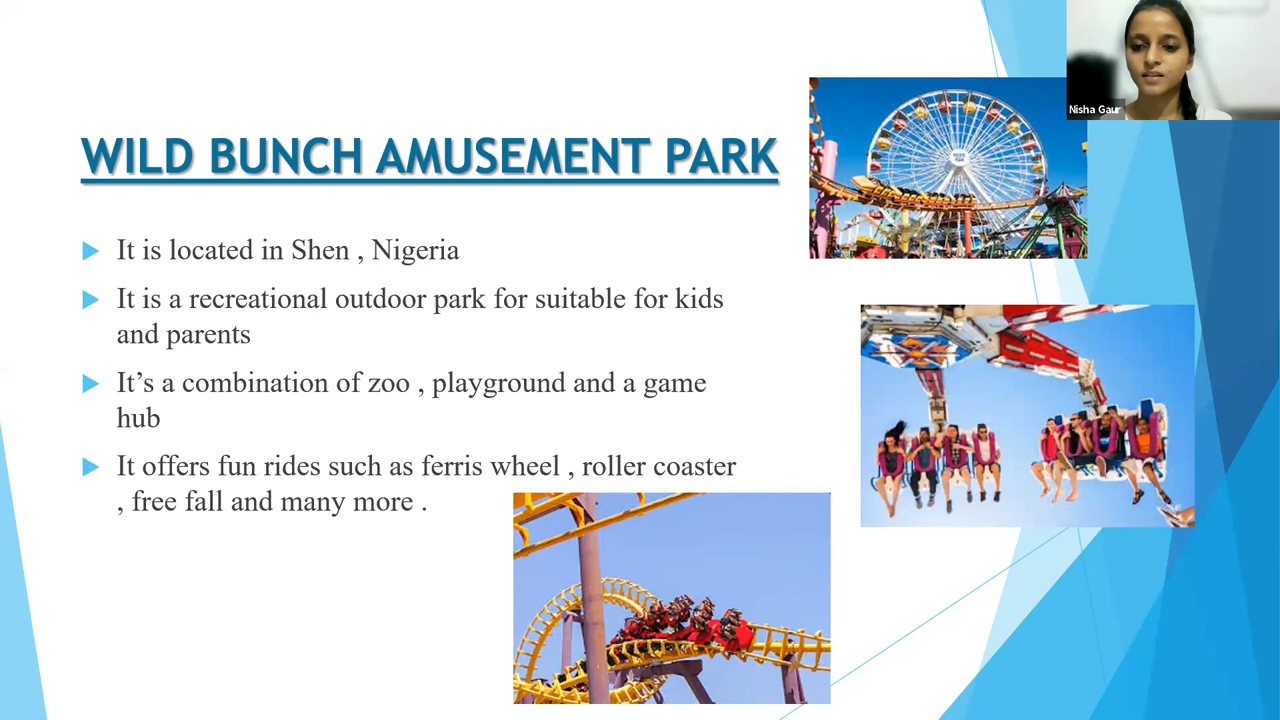 WILD BUNCH AMUSEMENT PARK
It is located in Shen , Nigeria
It is a recreational outdoor park for suitable for kids
and parents
It’s a combination of zoo , playground and a game
hub
It offers fun rides such as ferris wheel , roller coaster
, free fall and many more .
PACIFIC
PARK
Nisha Gaur